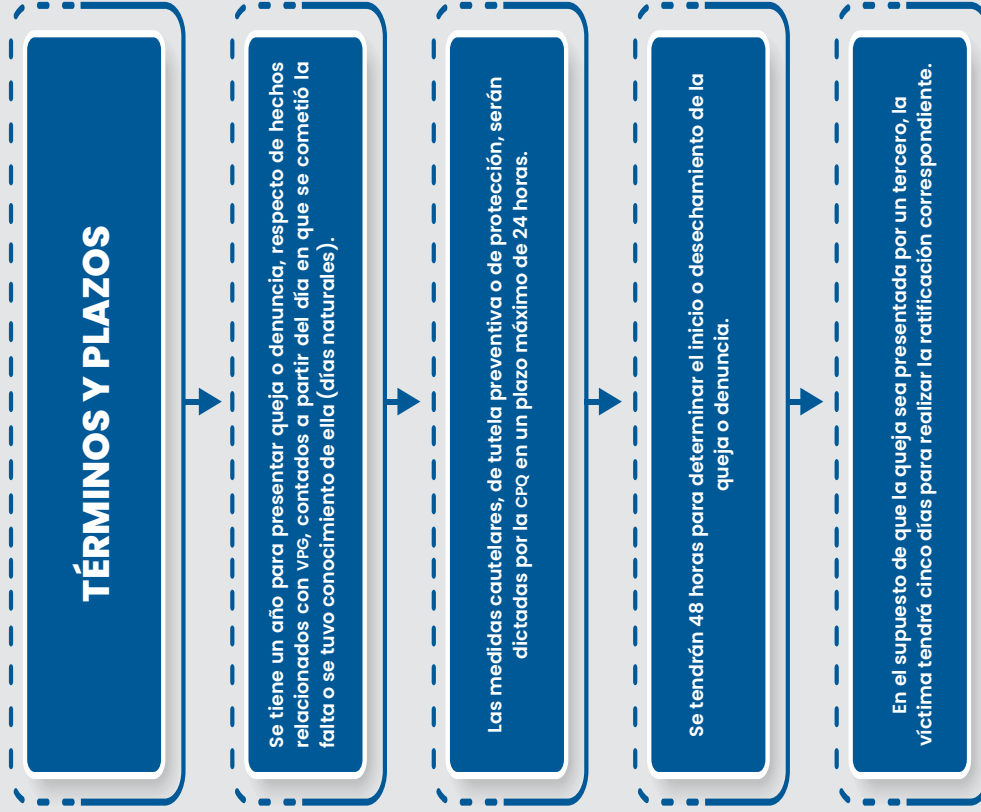 TÉRMINOS Y PLAZOS
Se tiene un año para presentar queja o denuncia, respecto de hechos
relacionados con VPG, contados a partir del día en que se cometió la
falta o se tuvo conocimiento de ella (días naturales).
Las medidas cautelares, de tutela preventiva o de protección, serán
dictadas por la CPQ en un plazo máximo de 24 horas.
Se tendrán 48 horas para determinar el inicio o desechamiento de la
queja o denuncia.
En el supuesto de que la queja sea presentada por un tercero, la
víctima tendrá cinco días para realizar la ratificación correspondiente.